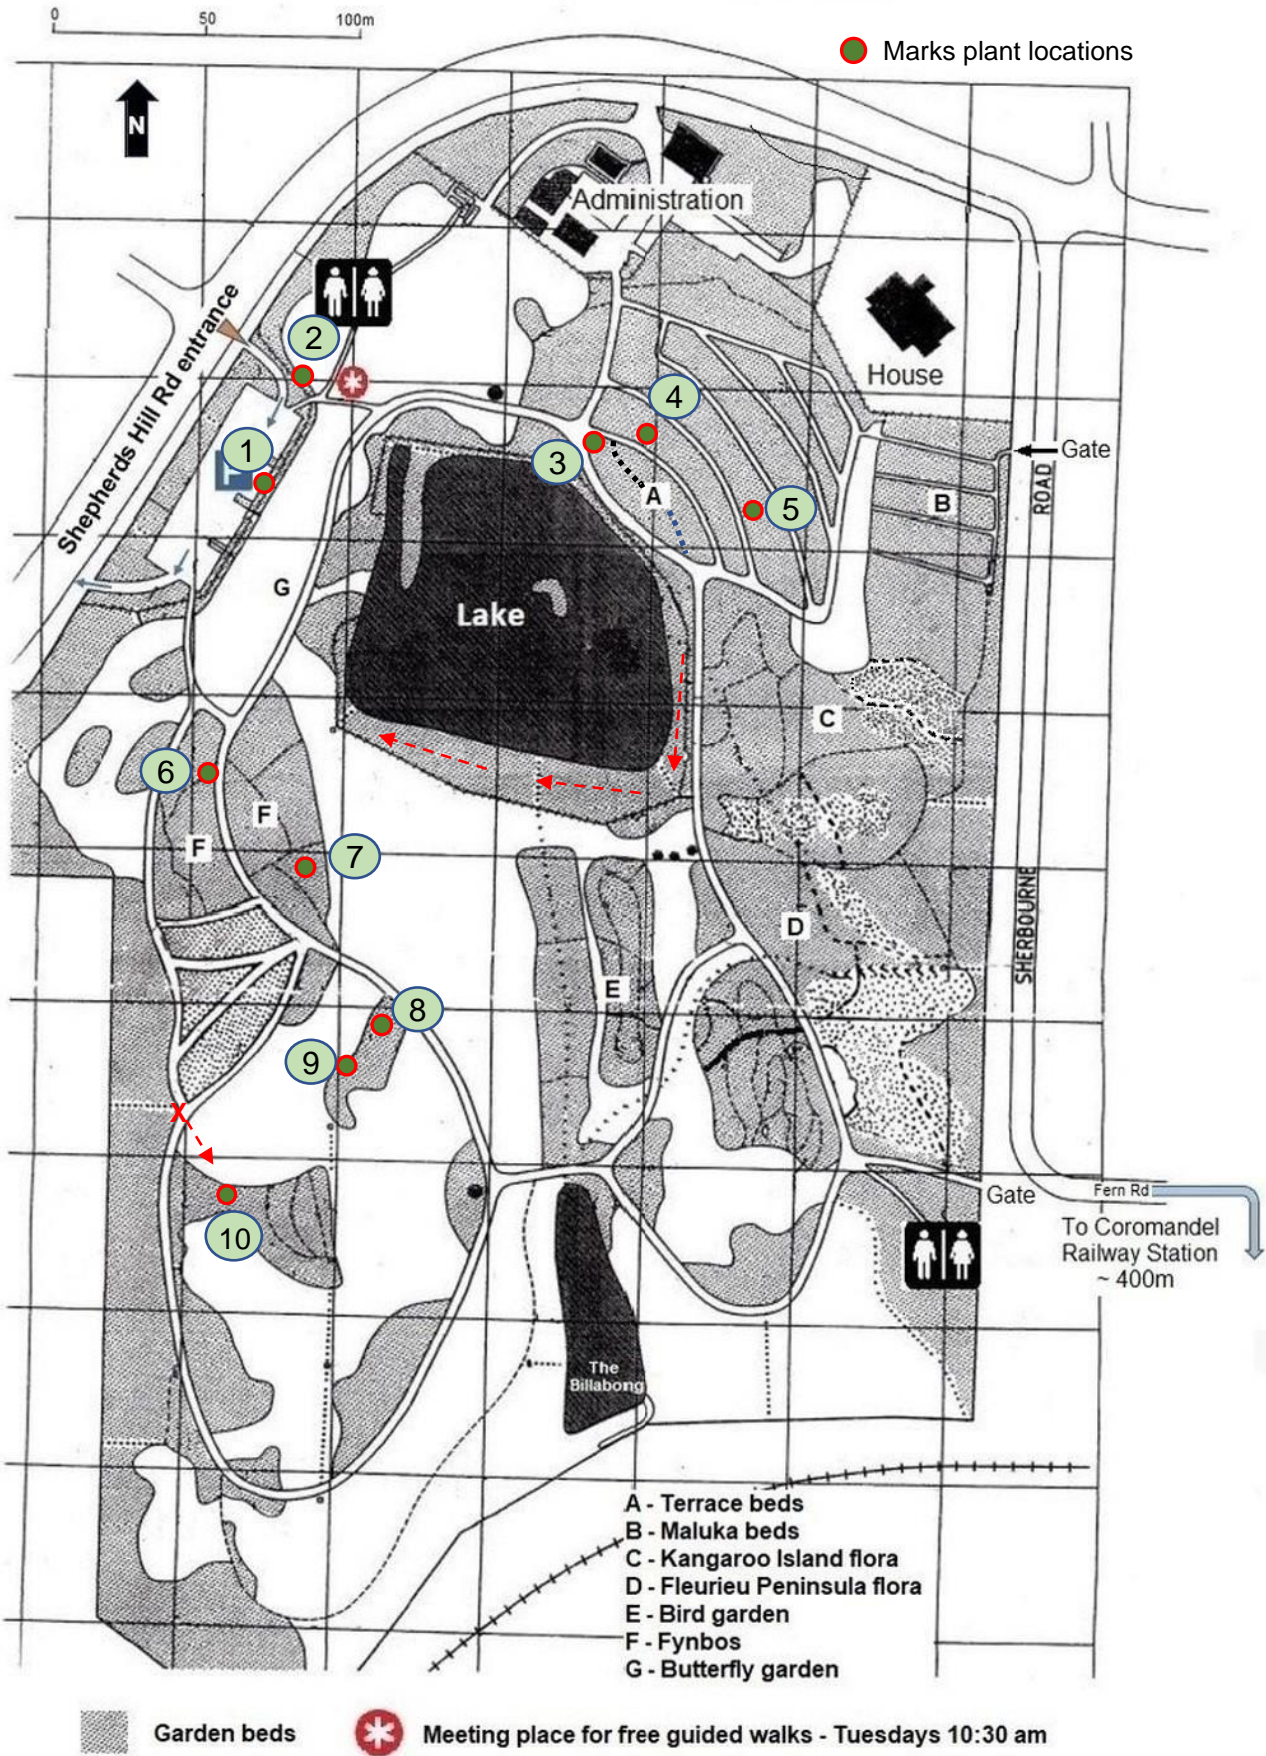 0 50 100m
Marks plant locations
N
Administration
2
Shepherds Hill Rd entrance
House
4
1
3
Gate
A
B
5
ROAD
G
Lake
C
6
F
F
7
D
SHERBOURNE
E
8
9
Gate
Fern Rd
X
10
To Coromandel
Railway Station
~ 400m
The
Billabong
A - Terrace beds
B - Maluka beds
C - Kangaroo Island flora
D - Fleurieu Peninsula flora
E - Bird garden
F - Fynbos
G - Butterfly garden
Garden beds
Meeting place for free guided walks - Tuesdays 10:30 am